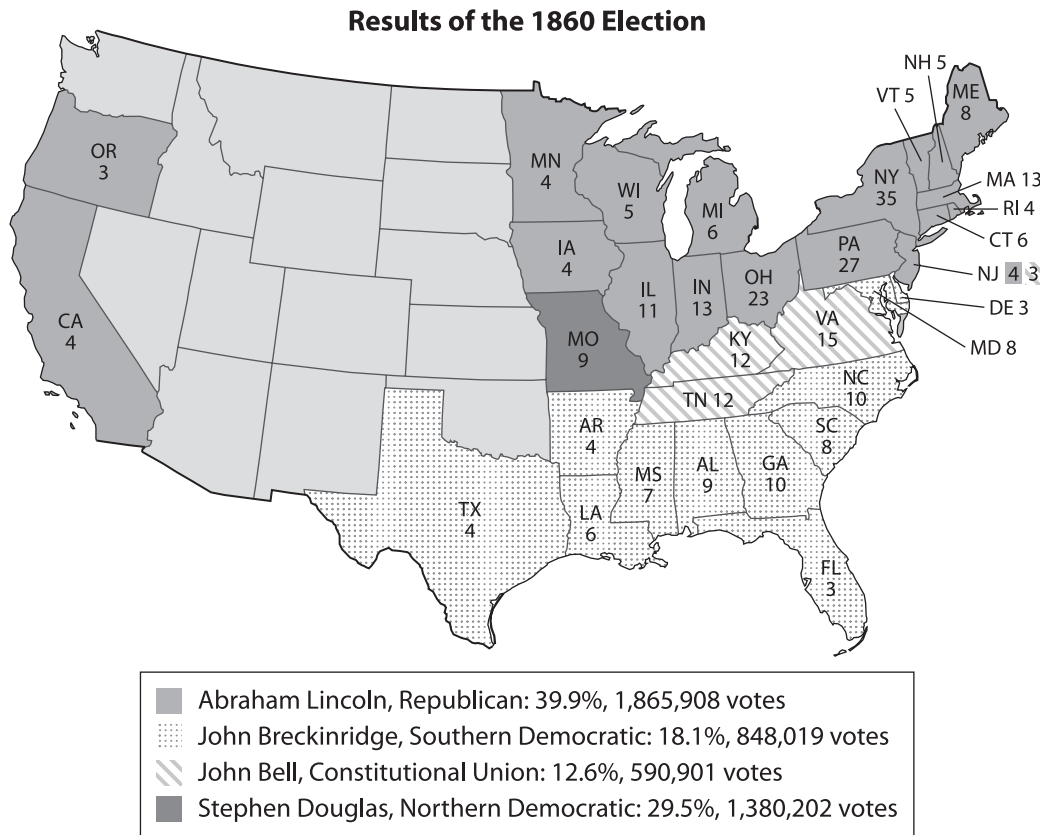 Results of the 1860 Election
NH 5
VT 5
ME
8
OR
3
MN
4
WI
5
MI
6
NY
35
MA 13
RI 4
CT 6
PA
27
NJ 4 3
IA
4
IL
11
IN
13
OH
23
DE 3
MD 8
CA
4
MO
9
KY
12
VA
15
TN 12
NC
10
AR
4
SC
8
MS
7
AL
9
GA
10
TX
4
LA
6
FL
3
Abraham Lincoln, Republican: 39.9%, 1,865,908 votes
John Breckinridge, Southern Democratic: 18.1%, 848,019 votes
John Bell, Constitutional Union: 12.6%, 590,901 votes
Stephen Douglas, Northern Democratic: 29.5%, 1,380,202 votes